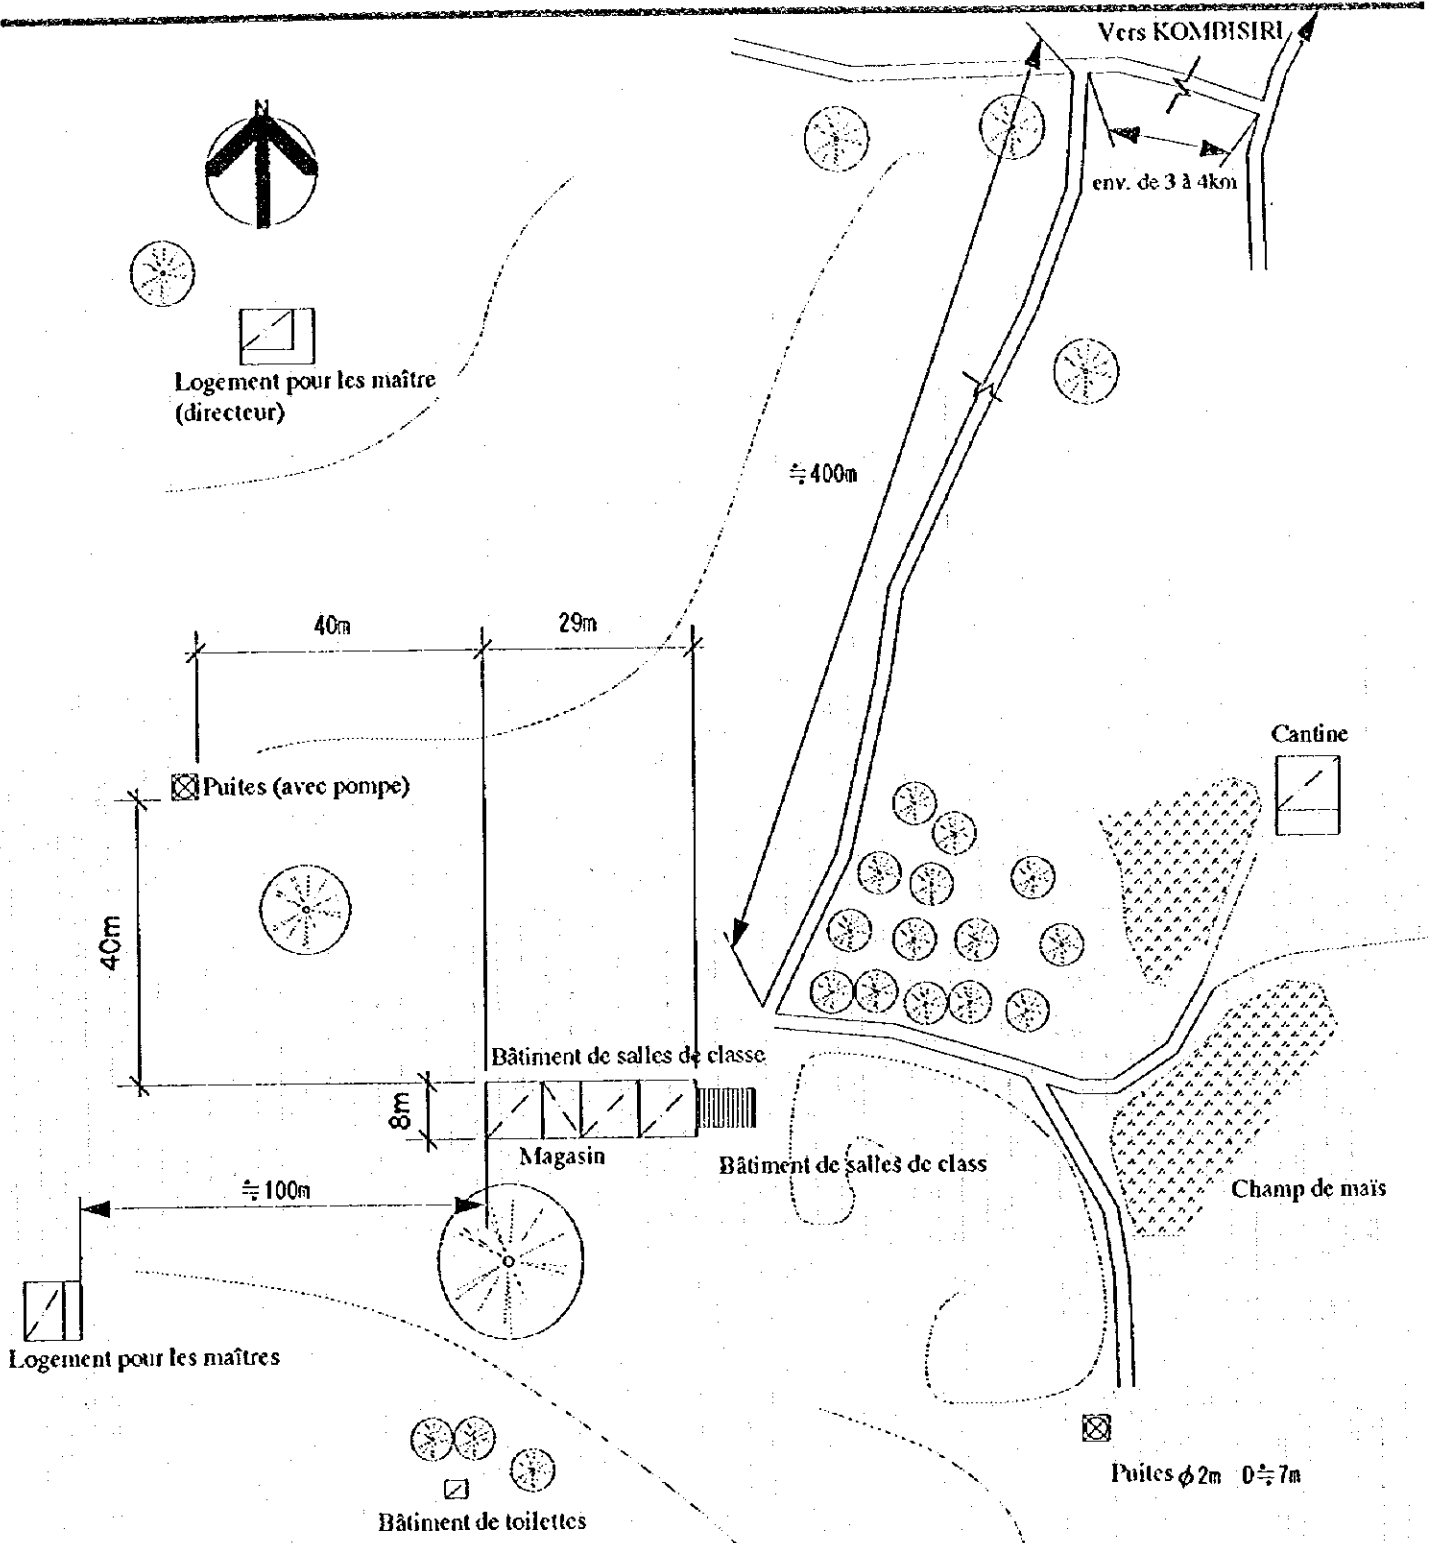 Vers KOMBISIRI
N
env. de 3 à 4km
Logement pour les maître
(directeur)
≒400m
40m
29m
Cantine
Puites (avec pompe)
40m
Bâtiment de salles de classe
8m
Magasin
Bâtiment de salles de class
≒100m
Champ de maïs
Logement pour les maîtres
Puites ϕ2m D≒7m
Bâtiment de toilettes